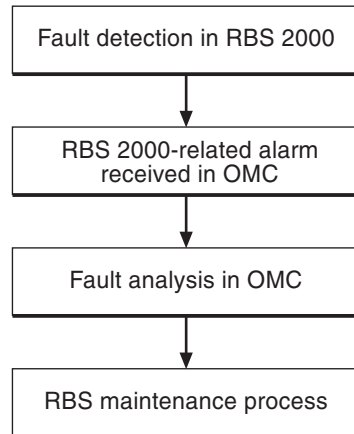 Fault detection in RBS 2000
RBS 2000-related alarm
received in OMC
Fault analysis in OMC
RBS maintenance process